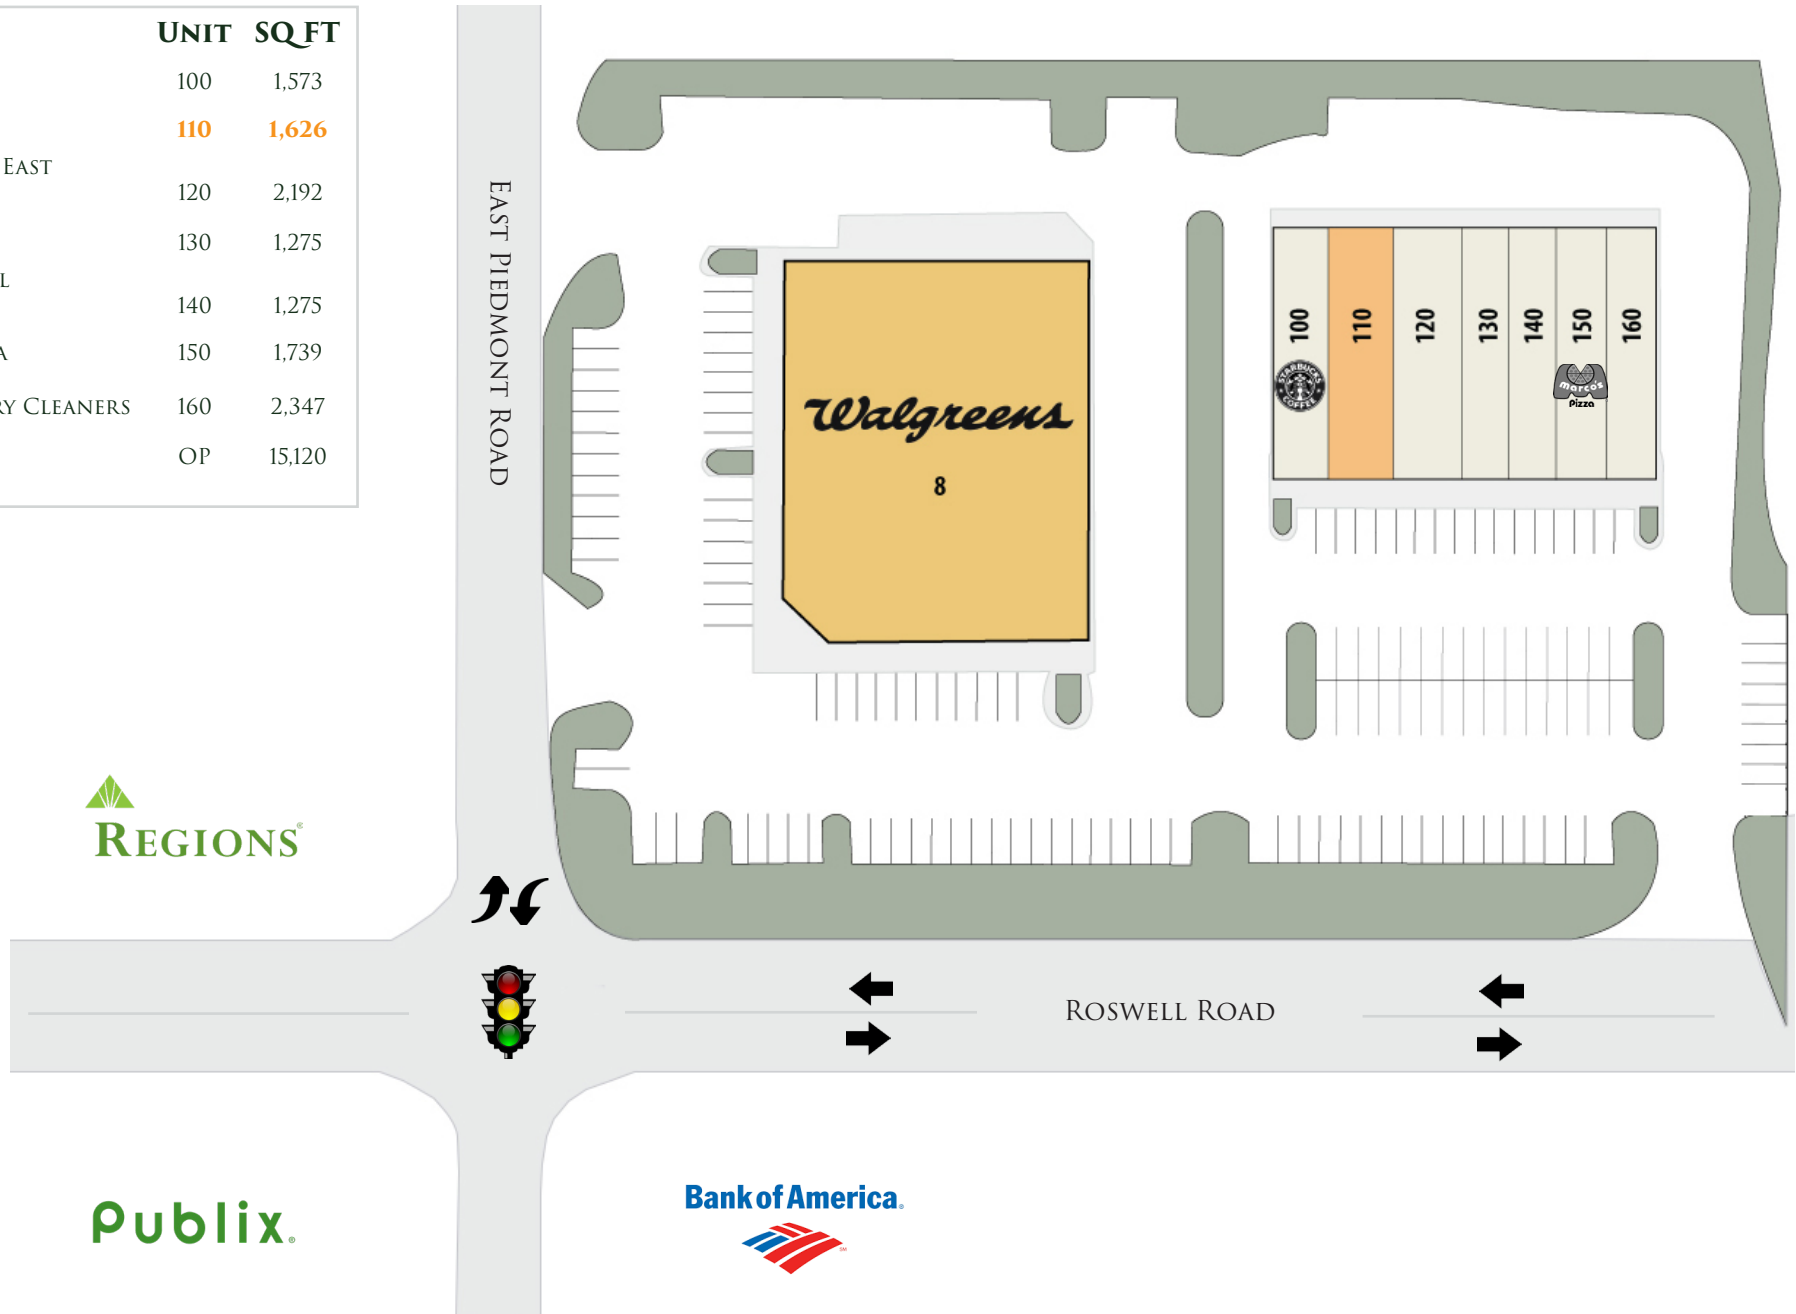 UNIT SQ FT
100 1,573
110 1,626
EAST
120 2,192
130 1,275
L
140 1,275
A
150 1,739
RY CLEANERS 160 2,347
OP 15,120
EAST PIEDMONT ROAD
Walgreens
8
100
110
120
130
140
150
160
STARBUCKS
COFFEE
Marco's
Pizza
REGIONS®
ROSWELL ROAD
Publix®
Bank of America®
SM